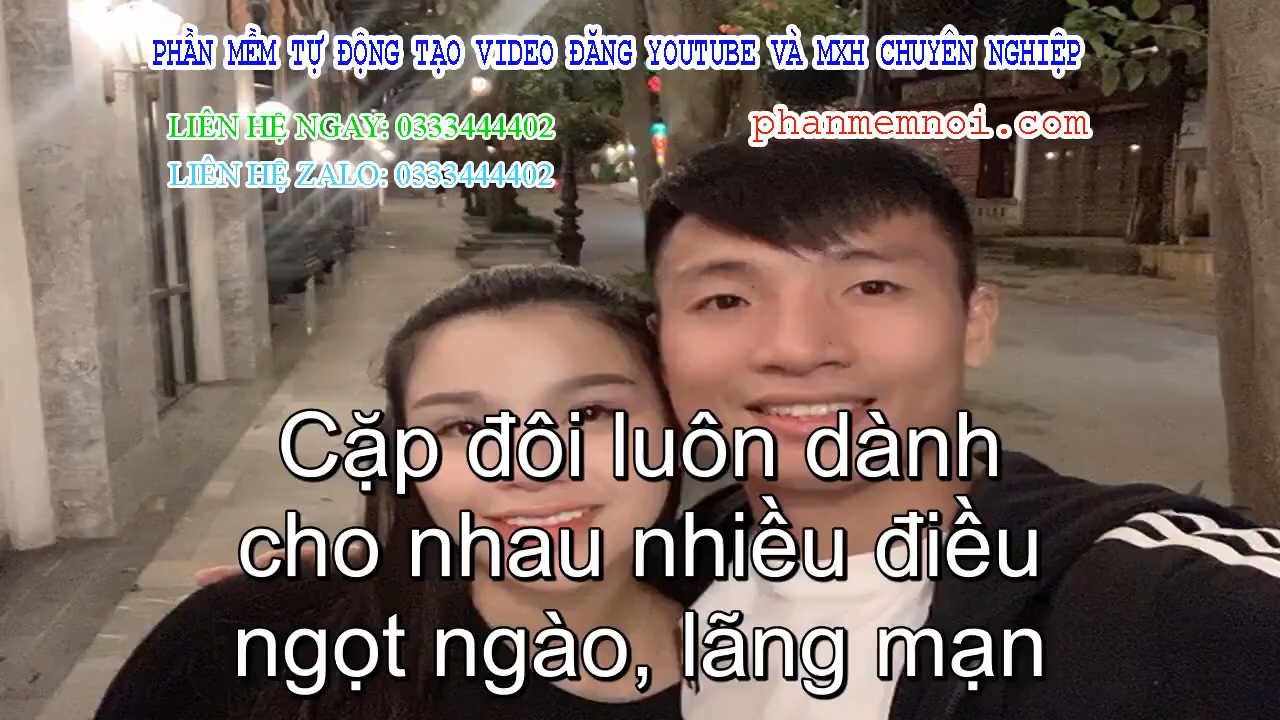 PHẦN MỀM TỰ ĐỘNG TẠO VIDEO ĐĂNG YOUTUBE VÀ MXH CHUYÊN NGHIỆP
LIÊN HỆ NGAY: 0333444402
phanmemnoi.com
LIÊN HỆ ZALO: 0333444402
Cặp đôi luôn dành
cho nhau nhiều điều
ngọt ngào, lãng mạn